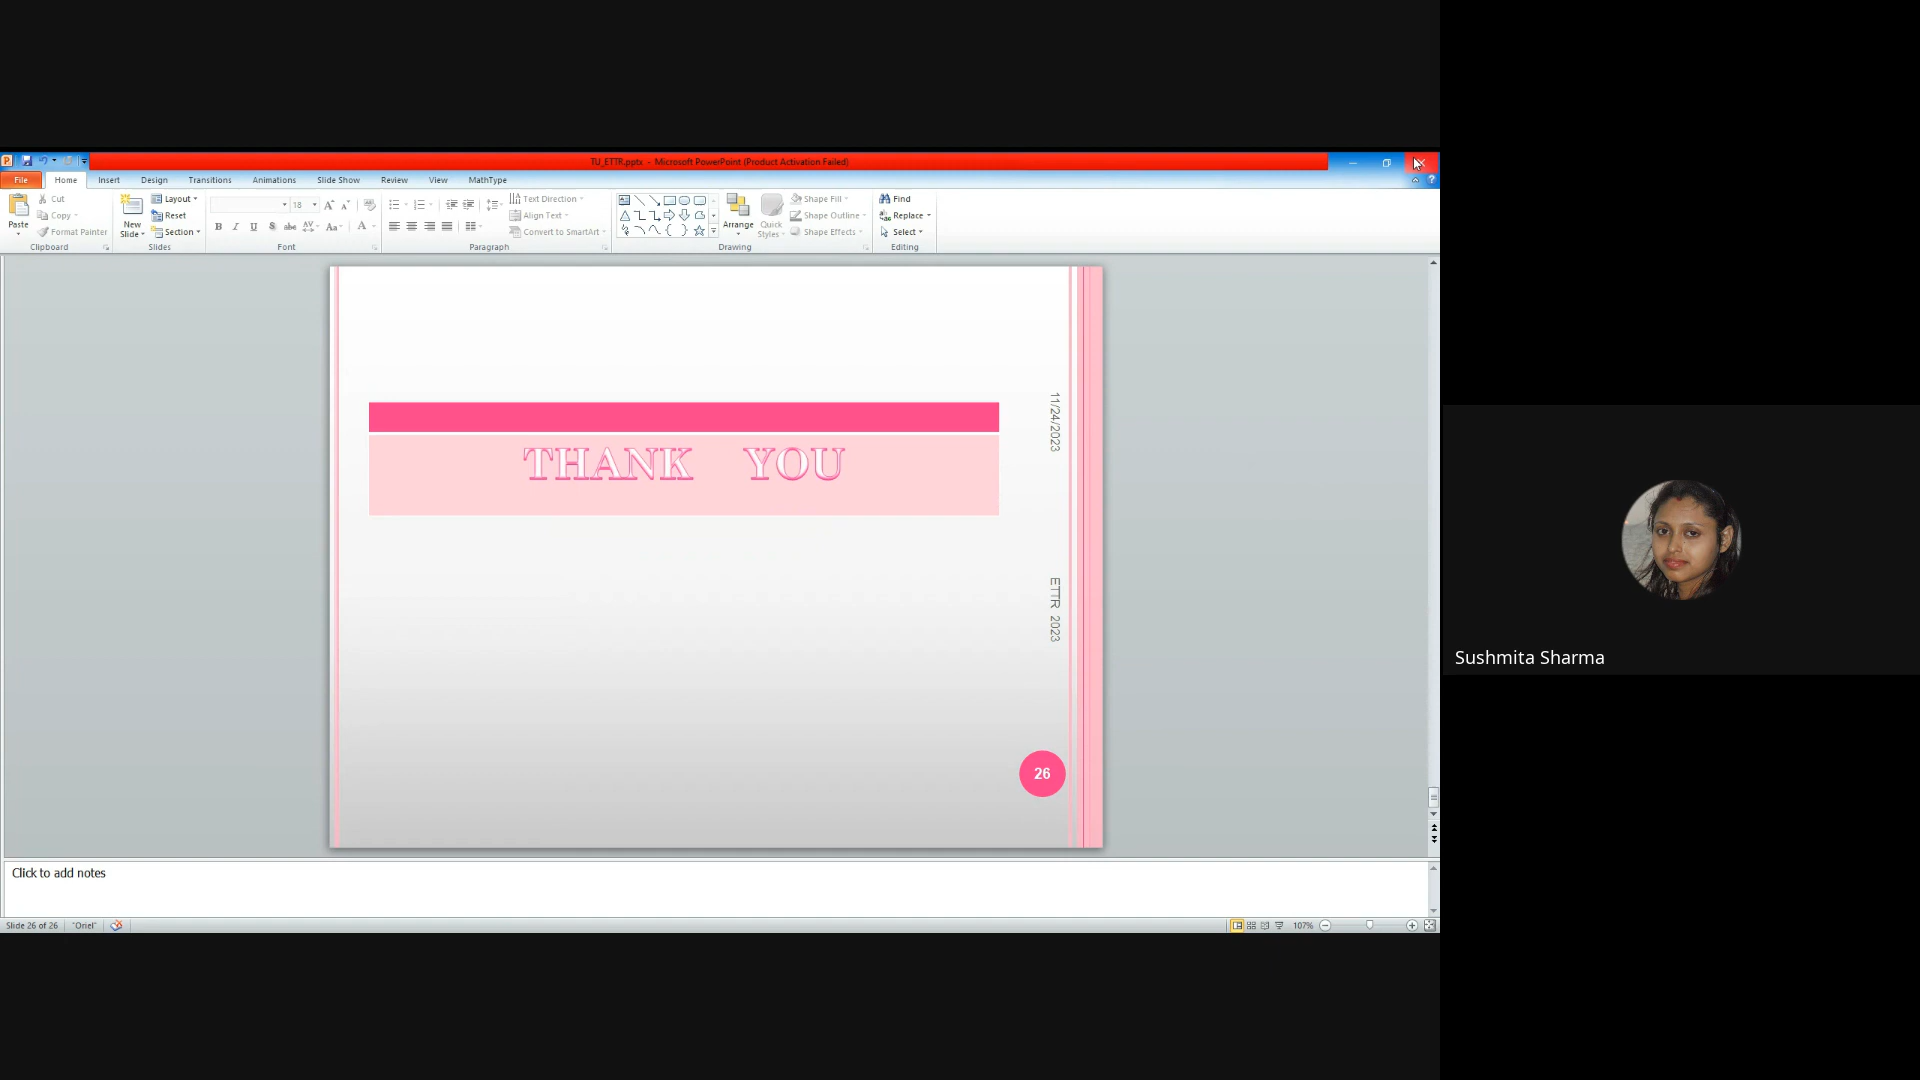 TU_ETTR.pptx - Microsoft PowerPoint (Product Activation Failed)
File Home Insert Design Transitions Animations Slide Show Review View MathType
Paste
Cut
Copy
Format Painter
Clipboard
New
Slide
Layout
Reset
Section
Slides
18
Font
Text Direction
Align Text
Convert to SmartArt
Paragraph
Arrange
Quick
Styles
Shape Fill
Shape Outline
Shape Effects
Drawing
Find
Replace
Select
Editing
THANK YOU
11/24/2023
ETTR 2023
26
Sushmita Sharma
Click to add notes
Slide 26 of 26 "Oriel" 107%